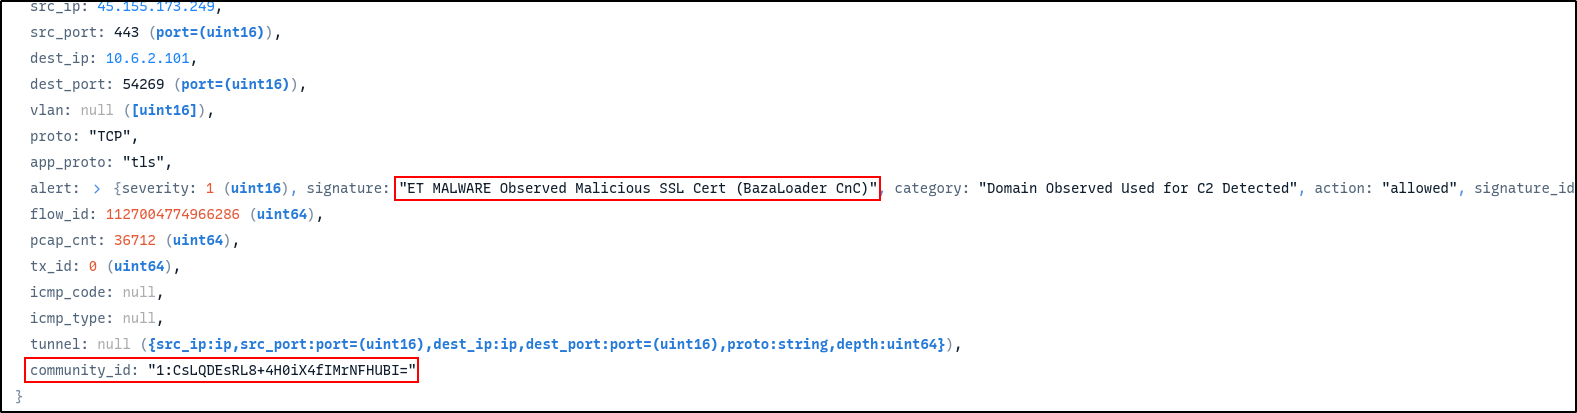 src_ip: 45.155.173.249,
src_port: 443 (port=(uint16)),
dest_ip: 10.6.2.101,
dest_port: 54269 (port=(uint16)),
vlan: null ([uint16]),
proto: "TCP",
app_proto: "tls",
alert: > {severity: 1 (uint16), signature: "ET MALWARE Observed Malicious SSL Cert (BazaLoader CnC)", category: "Domain Observed Used for C2 Detected", action: "allowed", signature_id
flow_id: 1127004774966286 (uint64),
pcap_cnt: 36712 (uint64),
tx_id: 0 (uint64),
icmp_code: null,
icmp_type: null,
tunnel: null ({src_ip:ip,src_port:port=(uint16),dest_ip:ip,dest_port:port=(uint16),proto:string,depth:uint64}),
community_id: "1:CsLQDEsRL8+4H0iX4fIMrNFHUBI="
}